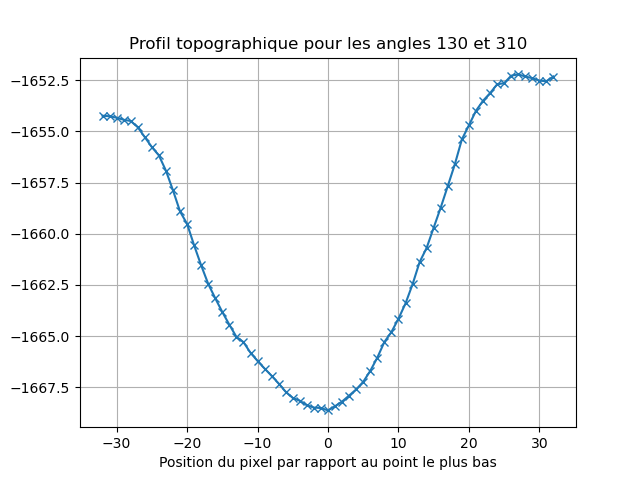 Profil topographique pour les angles 130 et 310
−1652.5
−1655.0
−1657.5
−1660.0
−1662.5
−1665.0
−1667.5
−30 −20 −10 0 10 20 30
Position du pixel par rapport au point le plus bas